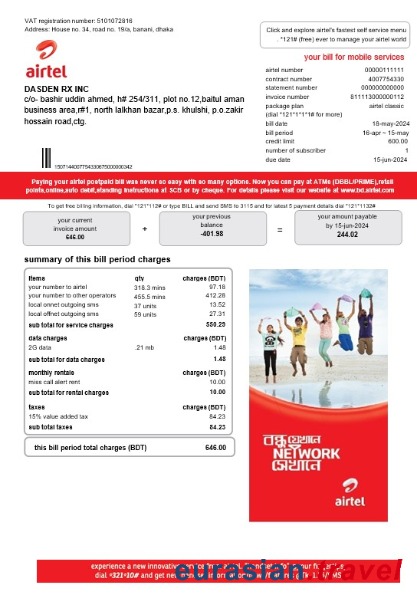 VAT registration number: 5101072816
Address: House no. 34, road no. 19/a, banani, dhaka
Click and explore airtel's fastest self service menu
. *121# (free) ever to manage your airtel world
airtel
your bill for mobile services
DASDEN RX INC
c/o- bashir uddin ahmed, h# 254/311, plot no.12,baitul aman
business area,#1, north lalkhan bazar,p.s. khulshi, p.o.zakir
hossain road,ctg.
airtel number 00000111111
contract number 4007754330
statement number 000000000000
invoice number 811113000000112
package plan airtel classic
(dial *121*1*1*1# for more)
bill date 18-may-2024
bill period 16-apr ~ 15-may
credit limit 600.00
number of subscriber 1
due date 15-jun-2024
Paying your airtel postpaid bill was never so easy with so many options. Now you can pay at ATMs (DBBL/PRIME),retail
points,online,auto debit,standing instructions at SCB or by cheque. For details please visit our website at www.bd.airtel.com
To get free billing information, dial *121*112# or type BILL and send SMS to 3115 and for latest 5 payment details dial *121*1132#
your current
invoice amount
646.00
+
your previous
balance
-401.98
=
your amount payable
by 15-jun-2024
244.02
summary of this bill period charges
items qty charges (BDT)
your number to airtel 318.3 mins 97.18
your number to other operators 455.5 mins 412.28
local onnet outgoing sms 37 units 13.52
local offnet outgoing sms 59 units 27.31
sub total for service charges 550.25
data charges charges (BDT)
2G data .21 mb 1.48
sub total for data charges 1.48
monthly rentals charges (BDT)
miss call alert rent 10.00
sub total for rental charges 10.00
taxes charges (BDT)
15% value added tax 84.23
sub total taxes 84.23
this bill period total charges (BDT) 646.00
বন্ধু যেখানে
NETWORK
সেখানে
airtel
experience a new innovative
dial *321*10# and get new
eurasian travel